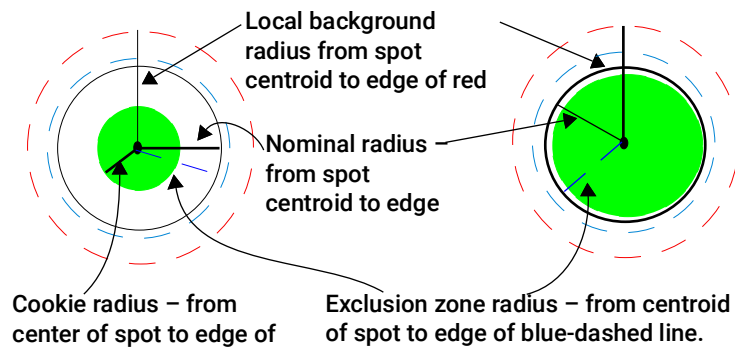 Local background
radius from spot
centroid to edge of red
Nominal radius –
from spot
centroid to edge
Cookie radius – from
center of spot to edge of
Exclusion zone radius – from centroid
of spot to edge of blue-dashed line.